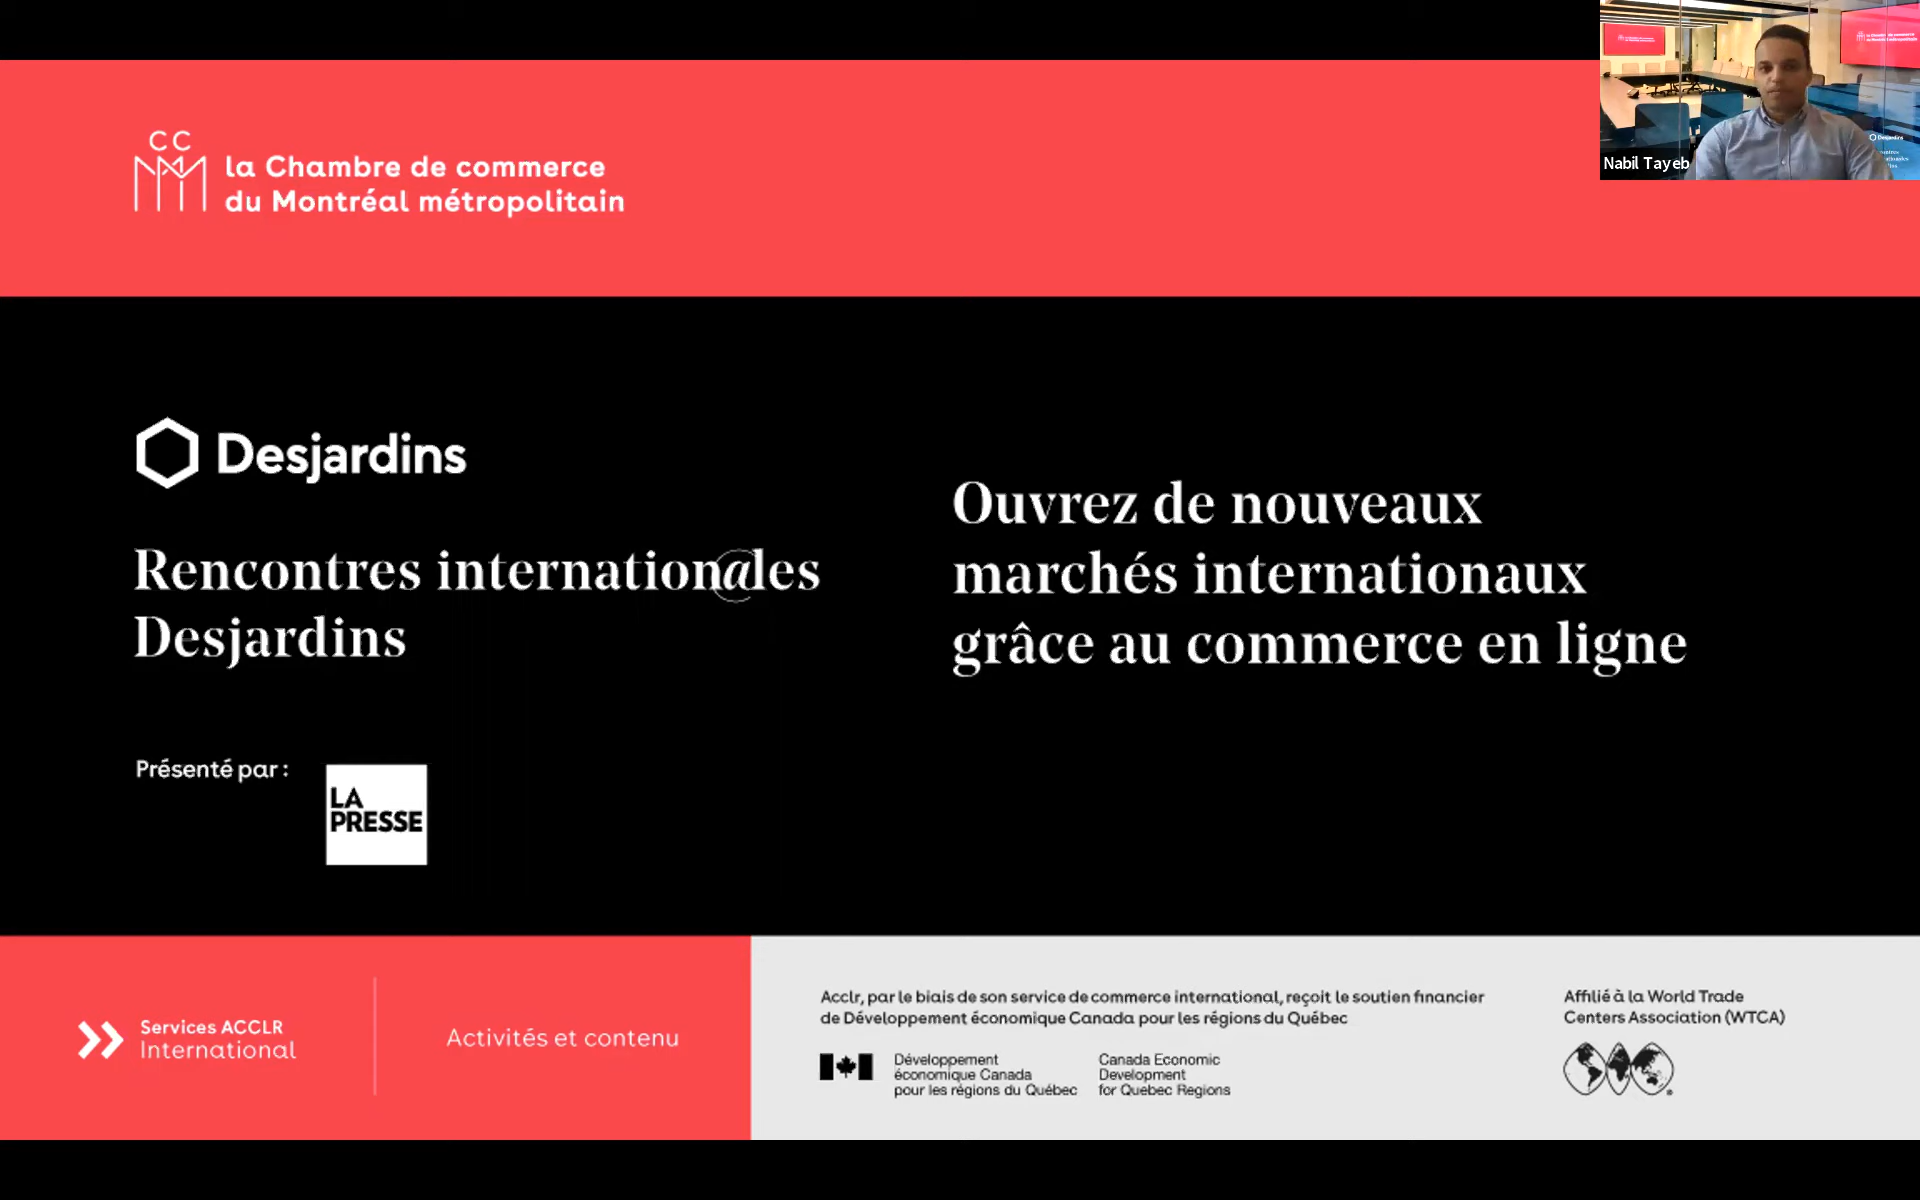 CC
MM
la Chambre de commerce
du Montréal métropolitain
Nabil Tayeb
Desjardins
Rencontres internation@les
Desjardins
Ouvrez de nouveaux
marchés internationaux
grâce au commerce en ligne
Présenté par :
LA
PRESSE
Services ACCLR
International
Activités et contenu
Acclr, par le biais de son service de commerce international, reçoit le soutien financier
de Développement économique Canada pour les régions du Québec
Développement
économique Canada
pour les régions du Québec
Canada Economic
Development
for Quebec Regions
Affilié à la World Trade
Centers Association (WTCA)